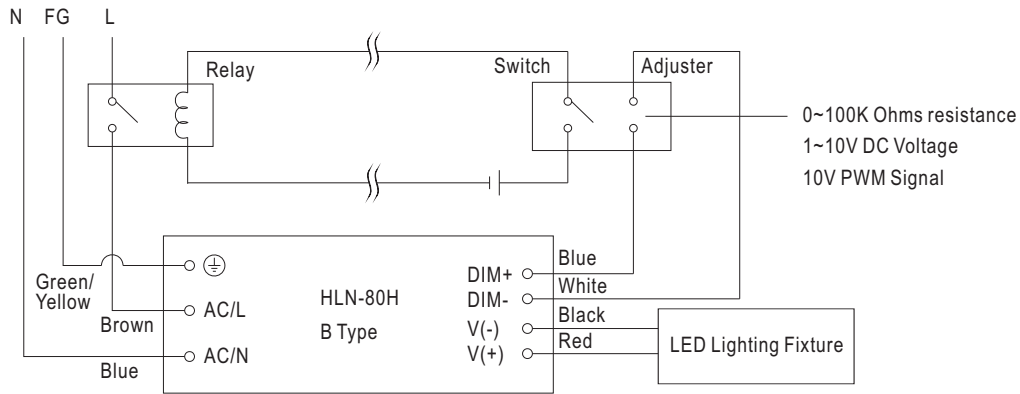 N FG L
Relay
Switch
Adjuster
0~100K Ohms resistance
1~10V DC Voltage
10V PWM Signal
Green/
Yellow
Brown
Blue
AC/L
AC/N
HLN-80H
B Type
DIM+
DIM-
V(-)
V(+)
Blue
White
Black
Red
LED Lighting Fixture